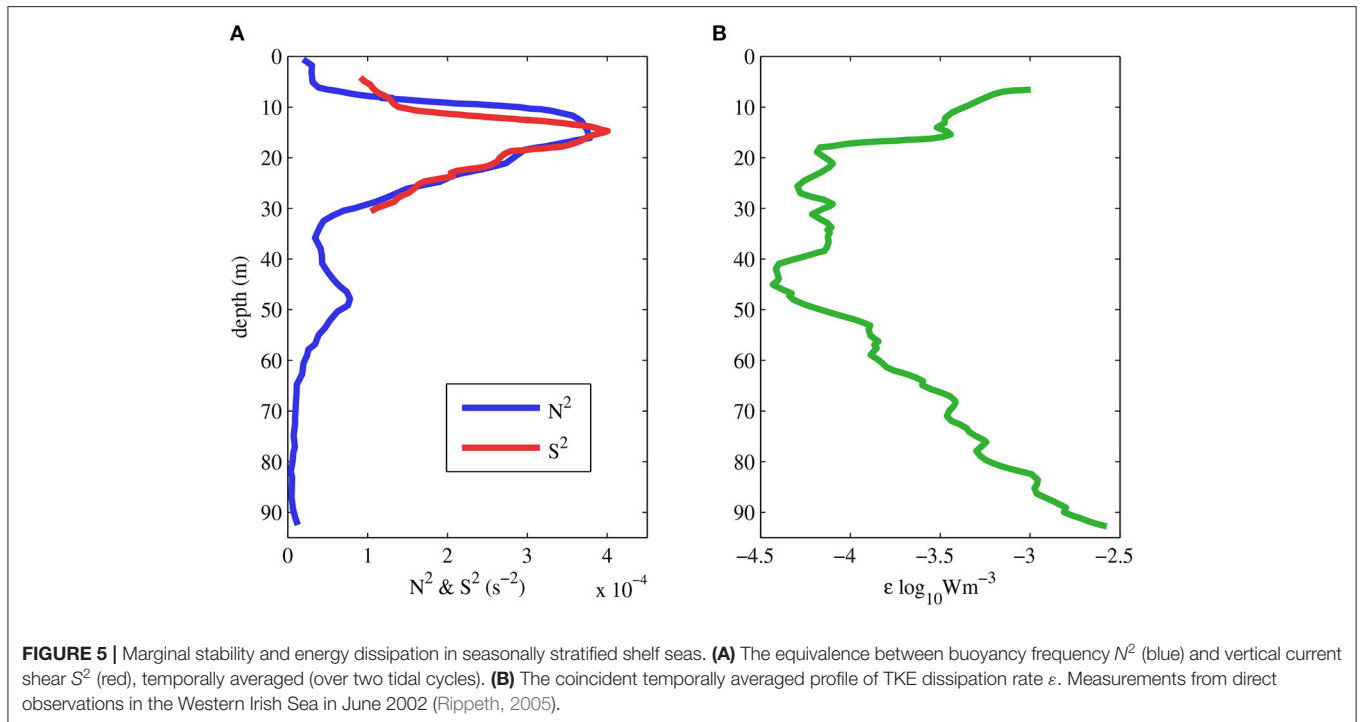 A
B
0
10
20
30
40
50
60
70
80
90
depth (m)
0
1
2
3
4
x 10⁻⁴
N² & S² (s⁻²)
N²
S²
0
10
20
30
40
50
60
70
80
90
−4.5
−4
−3.5
−3
−2.5
ε log₁₀Wm⁻³
FIGURE 5 | Marginal stability and energy dissipation in seasonally stratified shelf seas. (A) The equivalence between buoyancy frequency N² (blue) and vertical current
shear S² (red), temporally averaged (over two tidal cycles). (B) The coincident temporally averaged profile of TKE dissipation rate ε. Measurements from direct
observations in the Western Irish Sea in June 2002 (Rippeth, 2005).